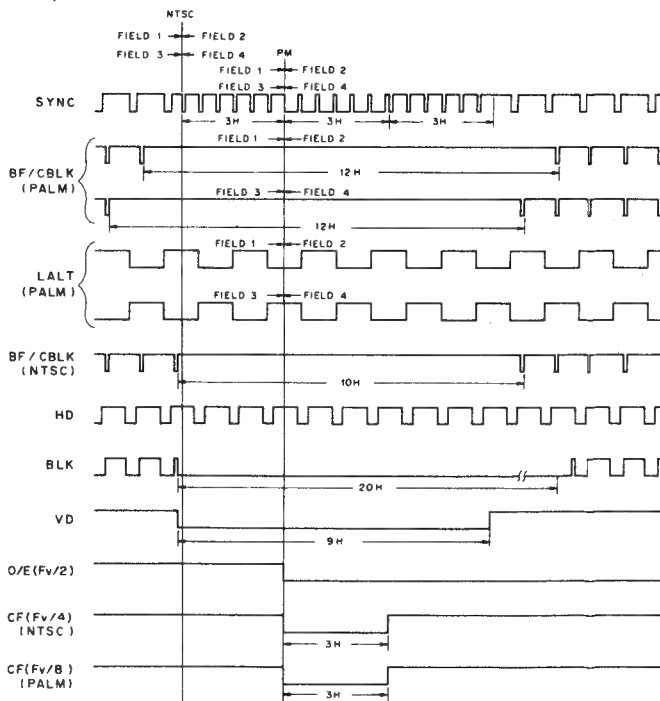 NTSC
FIELD 1 FIELD 2
FIELD 3 FIELD 4
PM
FIELD 1 FIELD 2
FIELD 3 FIELD 4
SYNC
3H 3H 3H
FIELD 1 FIELD 2
BF/CBLK
(PALM)
12H
FIELD 3 FIELD 4
12H
LALT
(PALM)
FIELD 1 FIELD 2
FIELD 3 FIELD 4
BF/CBLK
(NTSC)
10H
HD
BLK
20H
VD
9H
O/E(Fv/2)
CF(Fv/4)
(NTSC)
3H
CF(Fv/8)
(PALM)
3H